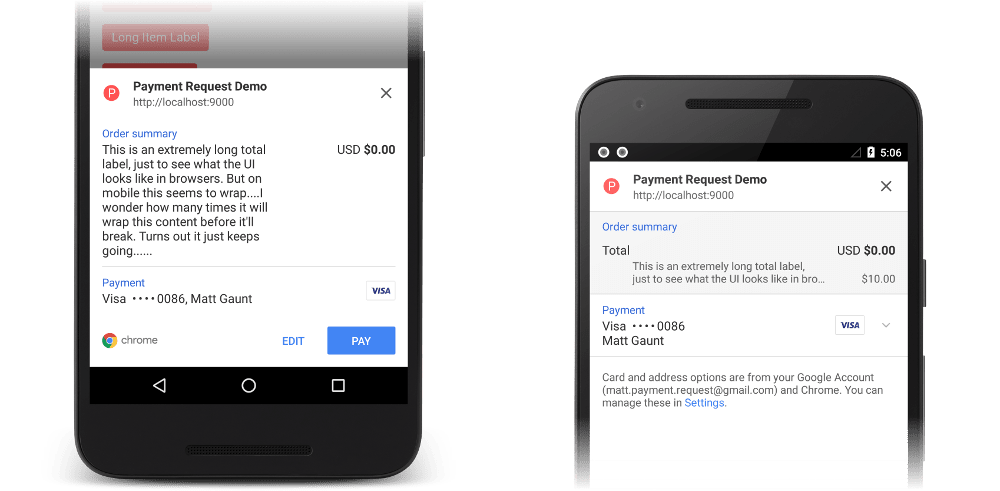 Long Item Label
P
Payment Request Demo
http://localhost:9000
Order summary
This is an extremely long total
label, just to see what the UI
looks like in browsers. But on
mobile this seems to wrap....I
wonder how many times it will
wrap this content before it'll
break. Turns out it just keeps
going......
USD $0.00
Payment
Visa ••••0086, Matt Gaunt
VISA
chrome
EDIT
PAY
5:06
P
Payment Request Demo
http://localhost:9000
Order summary
Total
USD $0.00
This is an extremely long total label,
just to see what the UI looks like in bro...
$10.00
Payment
Visa ••••0086
Matt Gaunt
VISA
Card and address options are from your Google Account
(matt.payment.request@gmail.com) and Chrome. You can
manage these in Settings.